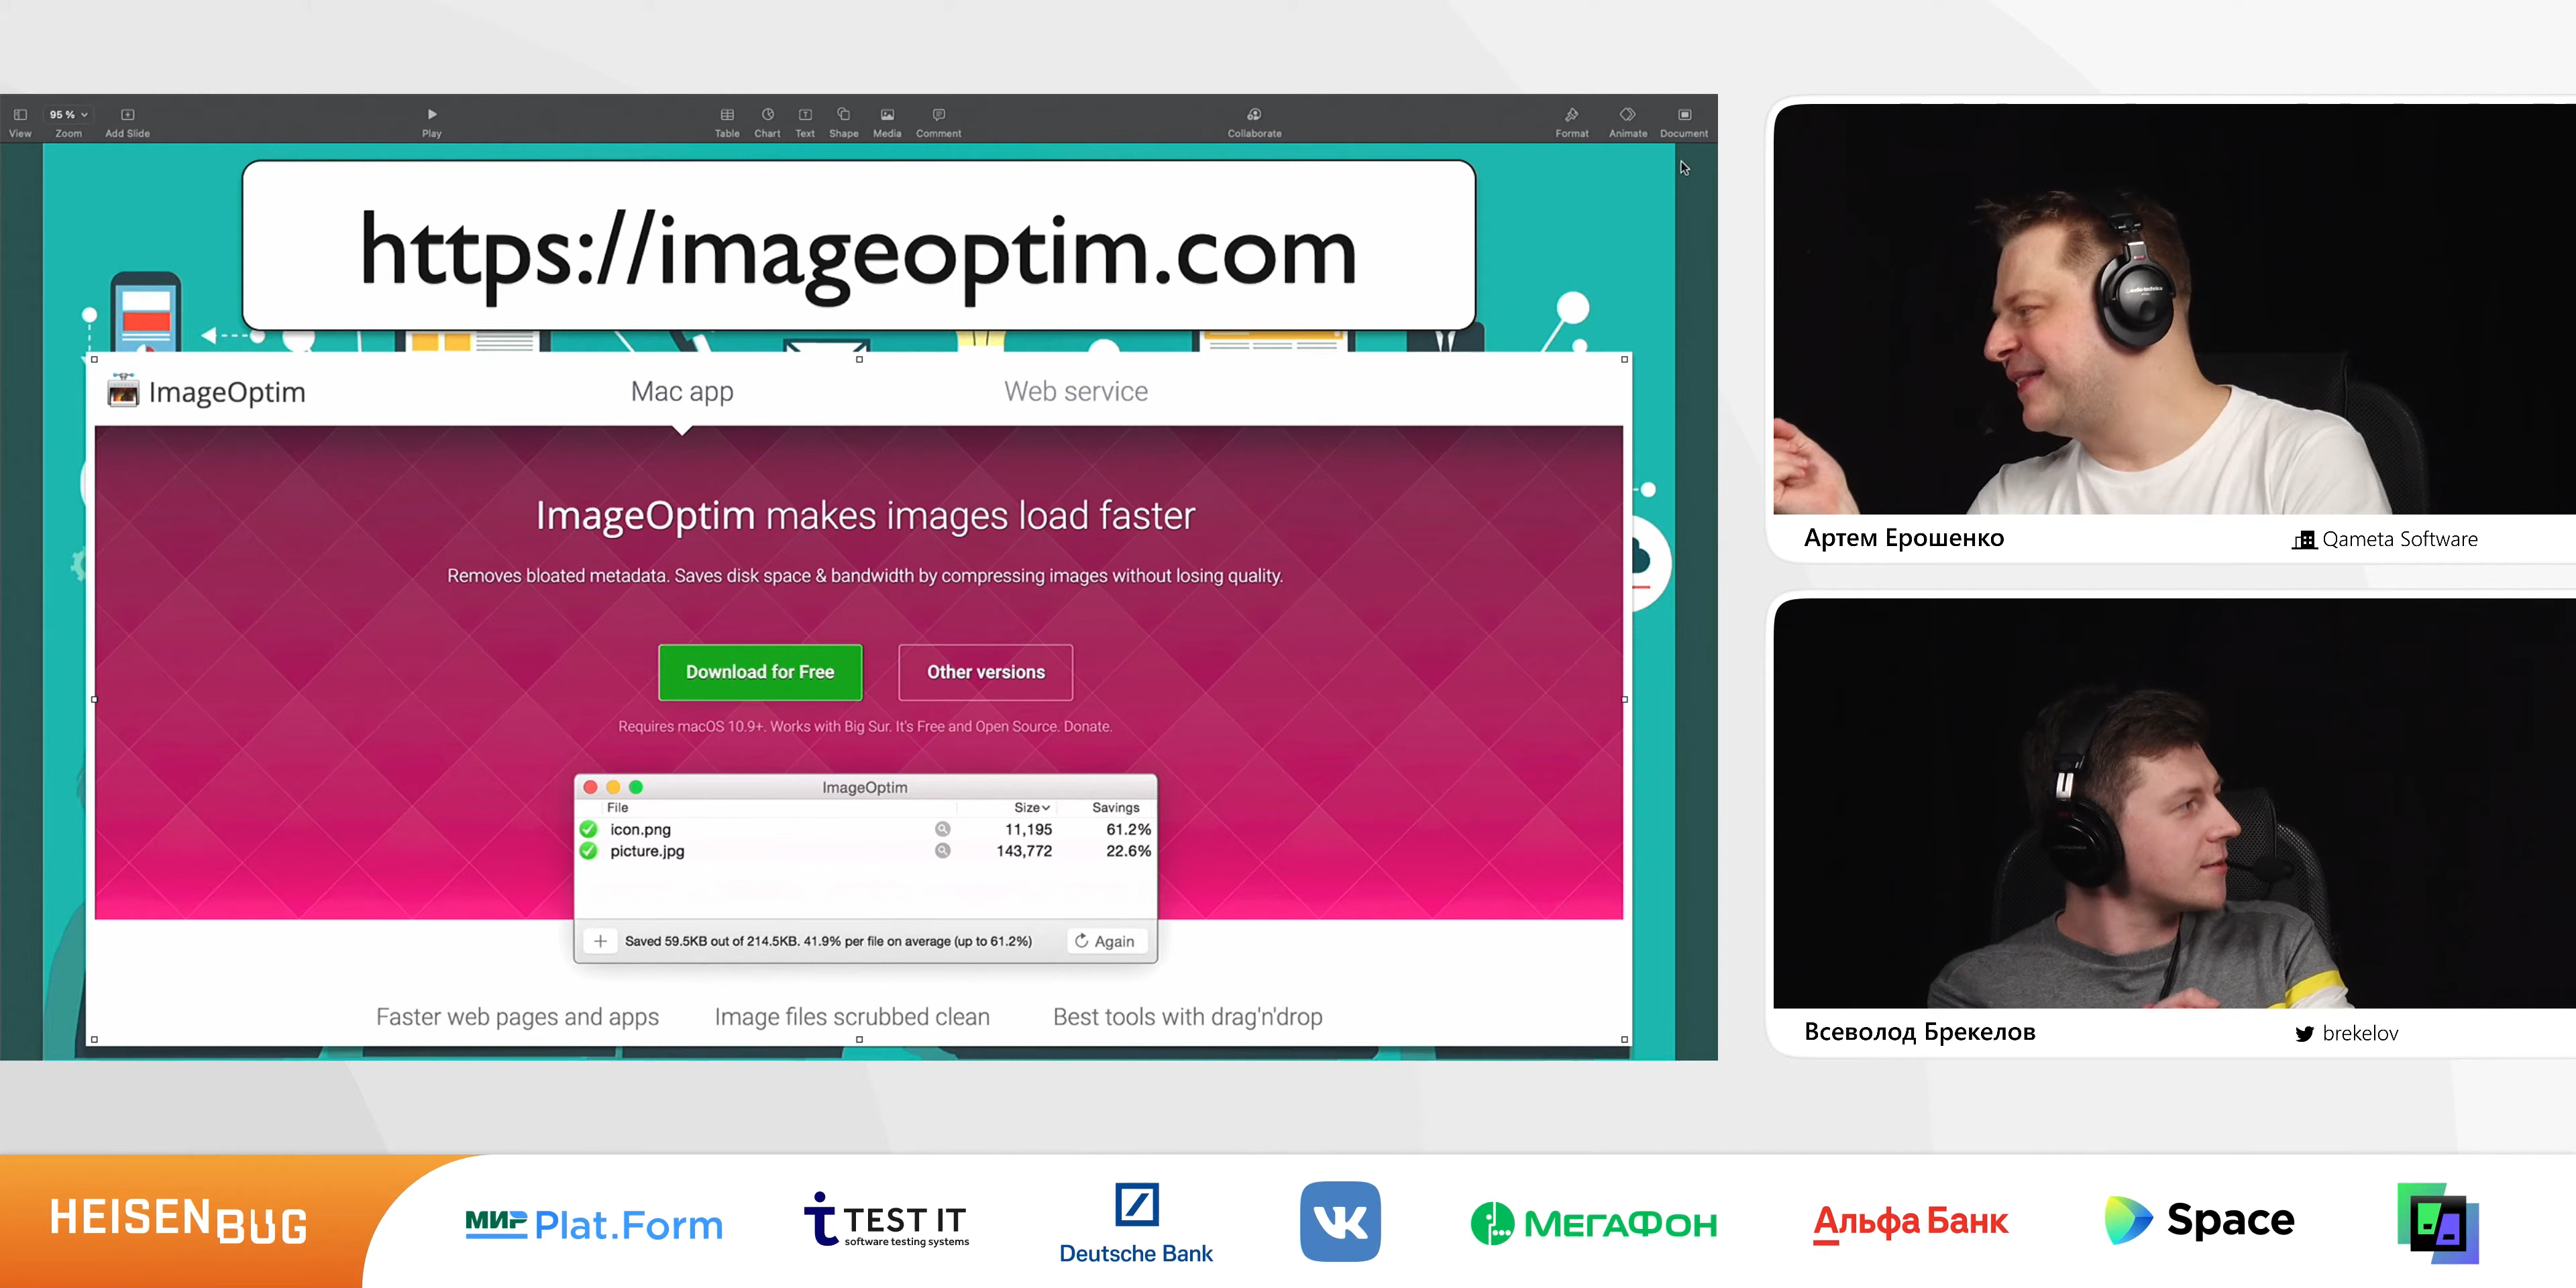 95 %
View
Zoom
Add Slide
Play
Table
Chart
Text
Shape
Media
Comment
Collaborate
Format
Animate
Document
https://imageoptim.com
ImageOptim
Mac app
Web service
ImageOptim makes images load faster
Removes bloated metadata. Saves disk space & bandwidth by compressing images without losing quality.
Download for Free
Other versions
Requires macOS 10.9+. Works with Big Sur. It's Free and Open Source. Donate.
ImageOptim
File Size Savings
icon.png 11,195 61.2%
picture.jpg 143,772 22.6%
Saved 59.5KB out of 214.5KB. 41.9% per file on average (up to 61.2%)
Again
Faster web pages and apps
Image files scrubbed clean
Best tools with drag'n'drop
Артем Ерошенко
Qameta Software
Всеволод Брекелов
brekelov
HEISENBUG
МИР Plat.Form
TEST IT
software testing systems
Deutsche Bank
VK
МЕГАФОН
Альфа Банк
Space